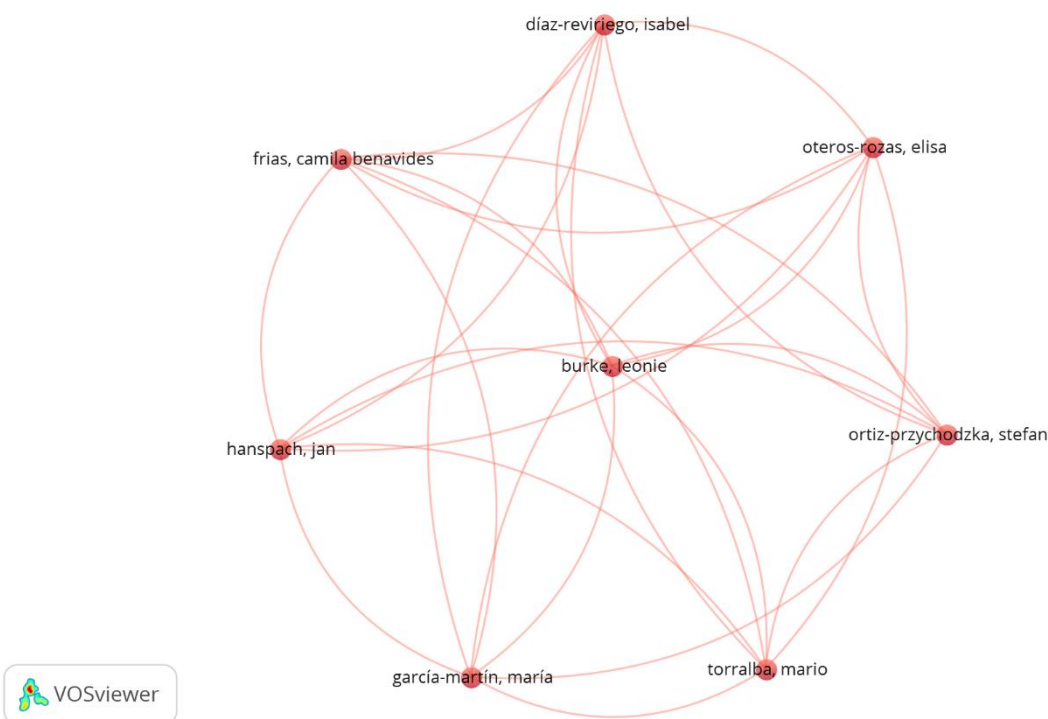 díaz-reviriego, isabel
oteros-rozas, elisa
frias, camila benavides
burke, leonie
ortiz-przychodzka, stefan
hanspach, jan
torralba, mario
garcía-martín, maría
VOSviewer